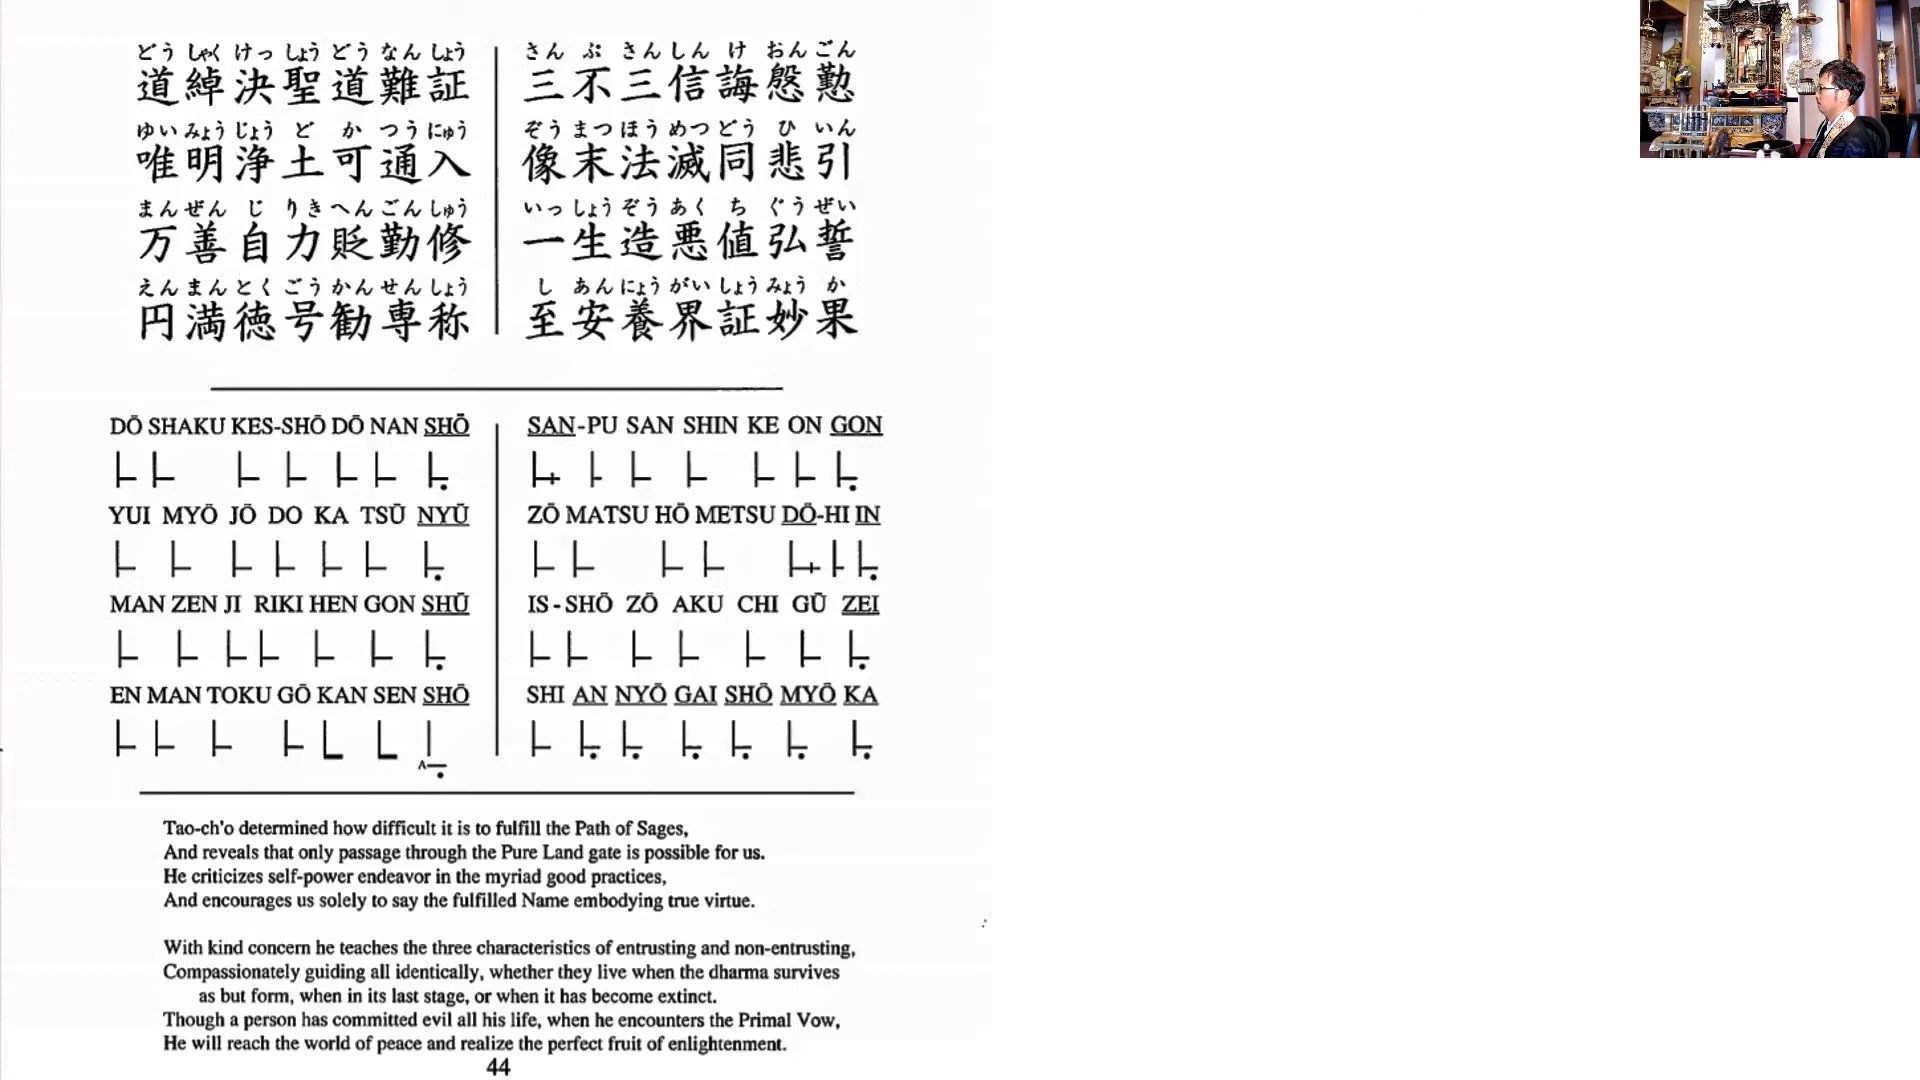 どう しゃく けっ しょう どう なん しょう
道綽決聖道難証
ゆい みょう じょう ど か つう にゅう
唯明浄土可通入
まん ぜん じ りき へん ごん しゅう
万善自力貶勤修
えん まん とく ごう かん せん しょう
円満徳号勧専称
さん ぷ さん しん け おん ごん
三不三信誨慇懃
ぞう まつ ほう めつ どう ひ いん
像末法滅同悲引
いっ しょう ぞう あく ち ぐう ぜい
一生造悪値弘誓
し あん にょう がい しょう みょう か
至安養界証妙果
DŌ SHAKU KES-SHŌ DŌ NAN SHŌ
YUI MYŌ JŌ DO KA TSŪ NYŪ
MAN ZEN JI RIKI HEN GON SHŪ
EN MAN TOKU GŌ KAN SEN SHŌ
A
SAN-PU SAN SHIN KE ON GON
ZŌ MATSU HŌ METSU DŌ-HI IN
IS - SHŌ ZŌ AKU CHI GŪ ZEI
SHI AN NYŌ GAI SHŌ MYŌ KA
Tao-ch'o determined how difficult it is to fulfill the Path of Sages,
And reveals that only passage through the Pure Land gate is possible for us.
He criticizes self-power endeavor in the myriad good practices,
And encourages us solely to say the fulfilled Name embodying true virtue.
With kind concern he teaches the three characteristics of entrusting and non-entrusting,
Compassionately guiding all identically, whether they live when the dharma survives
as but form, when in its last stage, or when it has become extinct.
Though a person has committed evil all his life, when he encounters the Primal Vow,
He will reach the world of peace and realize the perfect fruit of enlightenment.
44